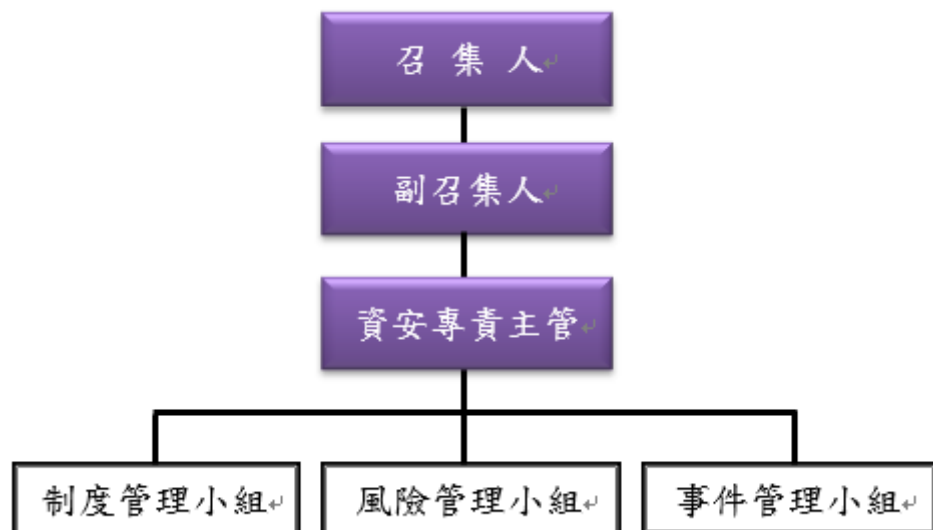 召集人
副召集人
資安專責主管
制度管理小組
風險管理小組
事件管理小組